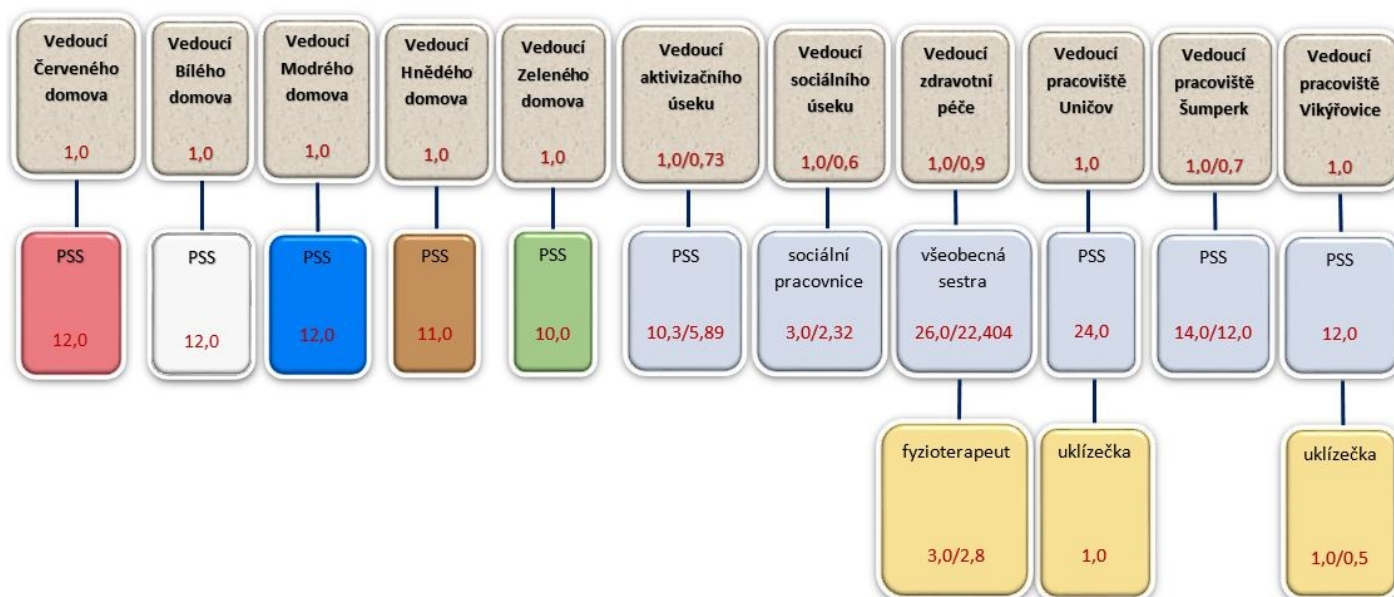 Vedoucí
Červeného
domova
1,0
Vedoucí
Bílého
domova
1,0
Vedoucí
Modrého
domova
1,0
Vedoucí
Hnědého
domova
1,0
Vedoucí
Zeleného
domova
1,0
Vedoucí
aktivizačního
úseku
1,0/0,73
Vedoucí
sociálního
úseku
1,0/0,6
Vedoucí
zdravotní
péče
1,0/0,9
Vedoucí
pracoviště
Uničov
1,0
Vedoucí
pracoviště
Šumperk
1,0/0,7
Vedoucí
pracoviště
Vikýřovice
1,0
PSS
12,0
PSS
12,0
PSS
12,0
PSS
11,0
PSS
10,0
PSS
10,3/5,89
sociální
pracovnice
3,0/2,32
všeobecná
sestra
26,0/22,404
PSS
24,0
PSS
14,0/12,0
PSS
12,0
fyzioterapeut
3,0/2,8
uklízečka
1,0
uklízečka
1,0/0,5